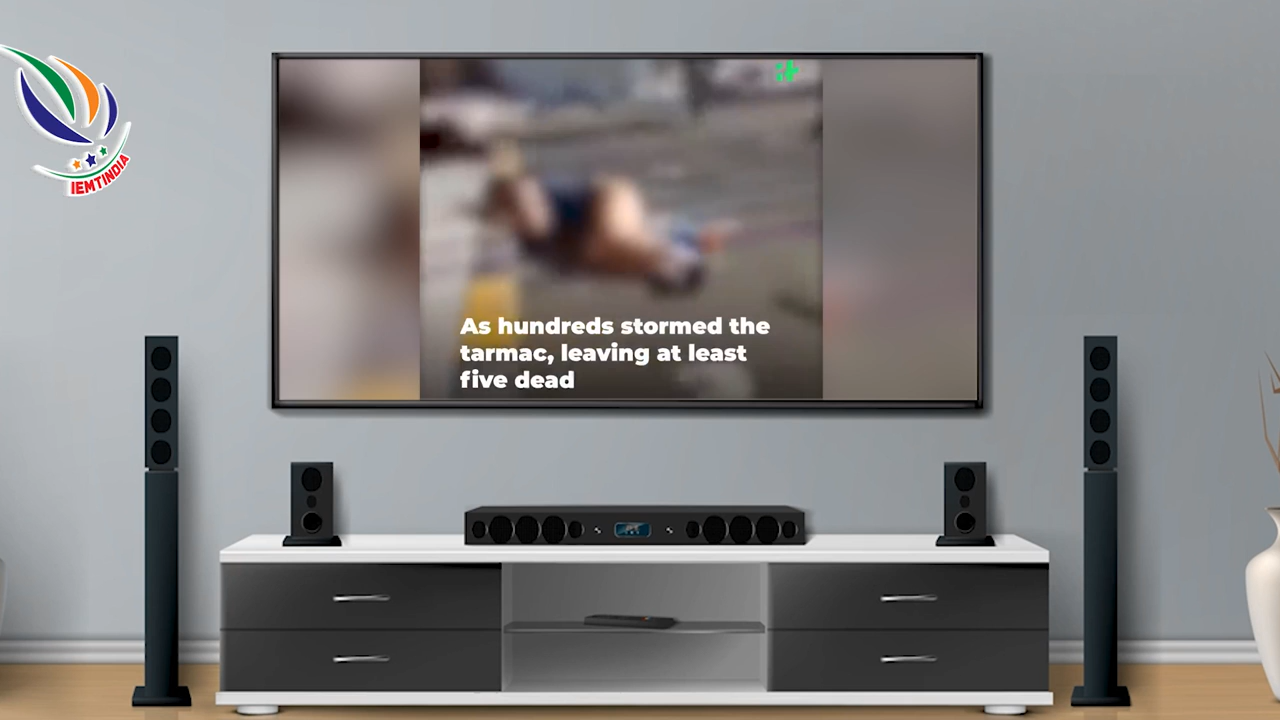 IEMTINDIA
As hundreds stormed the
tarmac, leaving at least
five dead